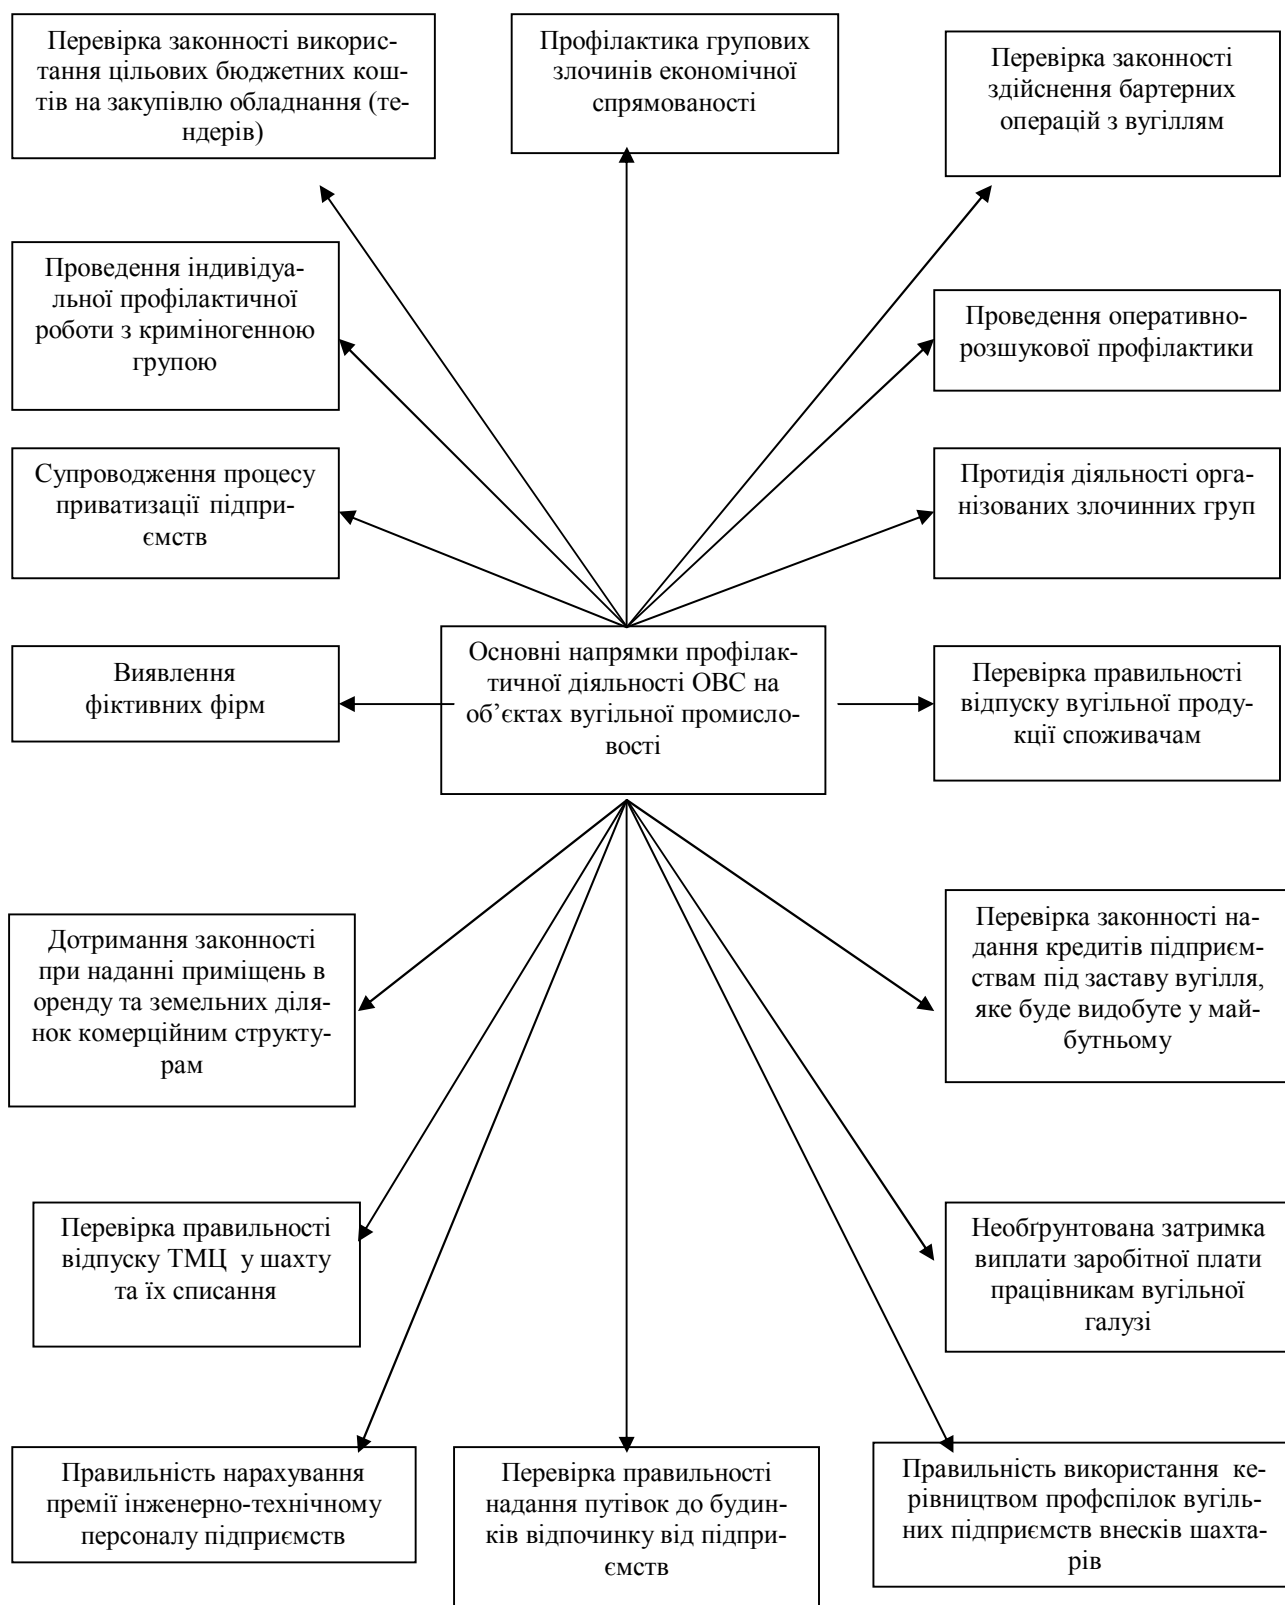 Перевірка законності викорис-
тання цільових бюджетних кош-
тів на закупівлю обладнання (те-
ндерів)
Профілактика групових
злочинів економічної
спрямованості
Перевірка законності
здійснення бартерних
операцій з вугіллям
Проведення індивідуа-
льної профілактичної
роботи з криміногенною
групою
Проведення оперативно-
розшукової профілактики
Супроводження процесу
приватизації підпри-
ємств
Протидія діяльності орга-
нізованих злочинних груп
Виявлення
фіктивних фірм
Основні напрямки профілак-
тичної діяльності ОВС на
об’єктах вугільної промисло-
вості
Перевірка правильності
відпуску вугільної проду-
кції споживачам
Дотримання законності
при наданні приміщень в
оренду та земельних діля-
нок комерційним структу-
рам
Перевірка законності на-
дання кредитів підприєм-
ствам під заставу вугілля,
яке буде видобуте у май-
бутньому
Перевірка правильності
відпуску ТМЦ у шахту
та їх списання
Необґрунтована затримка
виплати заробітної плати
працівникам вугільної
галузі
Правильність нарахування
премії інженерно-технічному
персоналу підприємств
Перевірка правильності
надання путівок до будин-
ків відпочинку від підпри-
ємств
Правильність використання ке-
рівництвом профспілок вугіль-
них підприємств внесків шахта-
рів